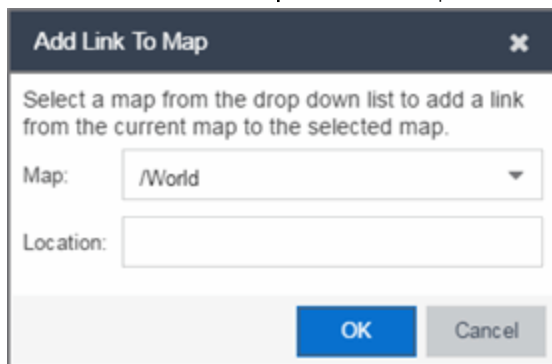 Add Link To Map
Select a map from the drop down list to add a link
from the current map to the selected map.
Map: /World
Location:
OK Cancel